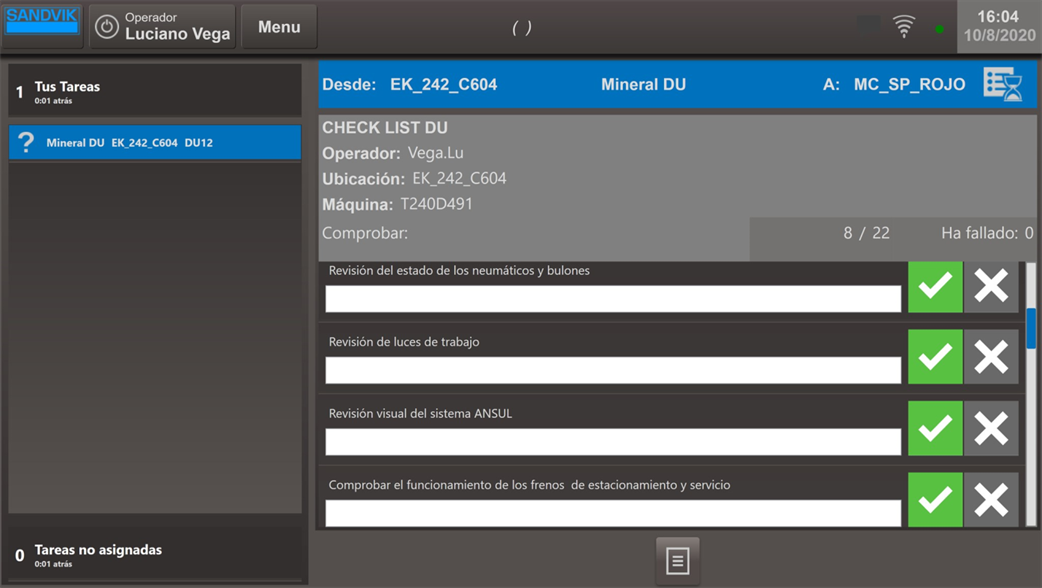 SANDVIK
Operador
Luciano Vega
Menu
( )
16:04
10/8/2020
1 Tus Tareas
0:01 atrás
? Mineral DU EK_242_C604 DU12
0 Tareas no asignadas
0:01 atrás
Desde: EK_242_C604 Mineral DU A: MC_SP_ROJO
CHECK LIST DU
Operador: Vega.Lu
Ubicación: EK_242_C604
Máquina: T240D491
Comprobar: 8 / 22 Ha fallado: 0
Revisión del estado de los neumáticos y bulones
Revisión de luces de trabajo
Revisión visual del sistema ANSUL
Comprobar el funcionamiento de los frenos de estacionamiento y servicio